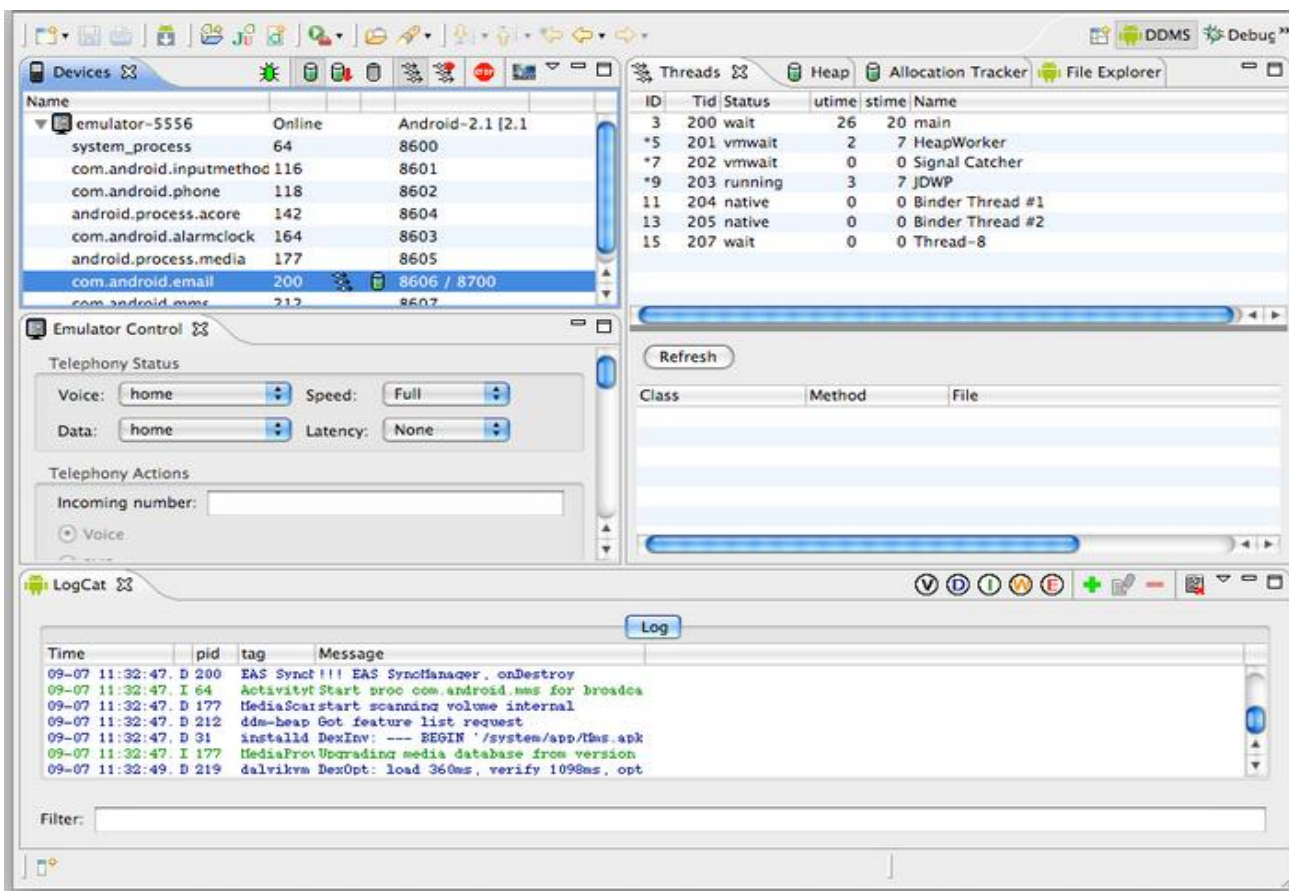 DDMS Debug
Devices
Name
emulator-5556 Online Android-2.1 [2.1
system_process 64 8600
com.android.inputmethod 116 8601
com.android.phone 118 8602
android.process.acore 142 8604
com.android.alarmclock 164 8603
android.process.media 177 8605
com.android.email 200 8606 / 8700
com.android.mms 212 8607
Threads Heap Allocation Tracker File Explorer
ID Tid Status utime stime Name
3 200 wait 26 20 main
*5 201 vmwait 2 7 HeapWorker
*7 202 vmwait 0 0 Signal Catcher
*9 203 running 3 7 JDWP
11 204 native 0 0 Binder Thread #1
13 205 native 0 0 Binder Thread #2
15 207 wait 0 0 Thread-8
Refresh
Class Method File
Emulator Control
Telephony Status
Voice: home Speed: Full
Data: home Latency: None
Telephony Actions
Incoming number:
Voice
LogCat
V D I W E
Log
Time pid tag Message
09-07 11:32:47. D 200 EAS Sync !!! EAS SyncManager, onDestroy
09-07 11:32:47. I 64 Activity Start proc com.android.mms for broadca
09-07 11:32:47. D 177 MediaScar start scanning volume internal
09-07 11:32:47. D 212 ddm-heap Got feature list request
09-07 11:32:47. D 31 installd DexInv: --- BEGIN '/system/app/Mms.apk
09-07 11:32:47. I 177 MediaProv Upgrading media database from version
09-07 11:32:49. D 219 dalvikvm DexOpt: load 360ms, verify 1098ms, opt
Filter: